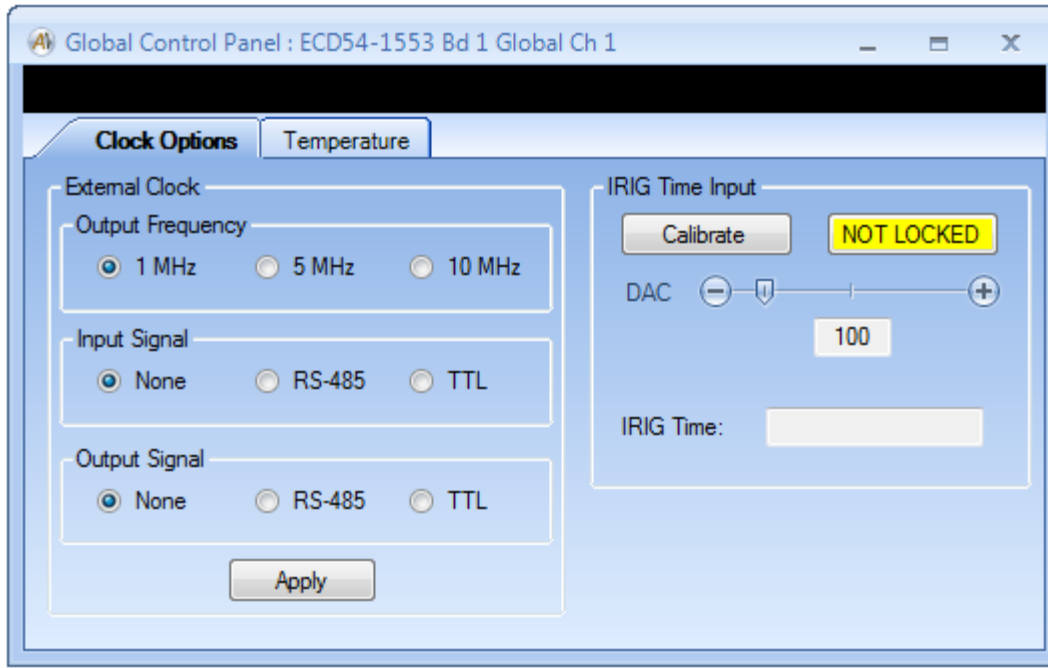 Global Control Panel : ECD54-1553 Bd 1 Global Ch 1
Clock Options
Temperature
External Clock
Output Frequency
1 MHz
5 MHz
10 MHz
Input Signal
None
RS-485
TTL
Output Signal
None
RS-485
TTL
Apply
IRIG Time Input
Calibrate
NOT LOCKED
DAC
100
IRIG Time: